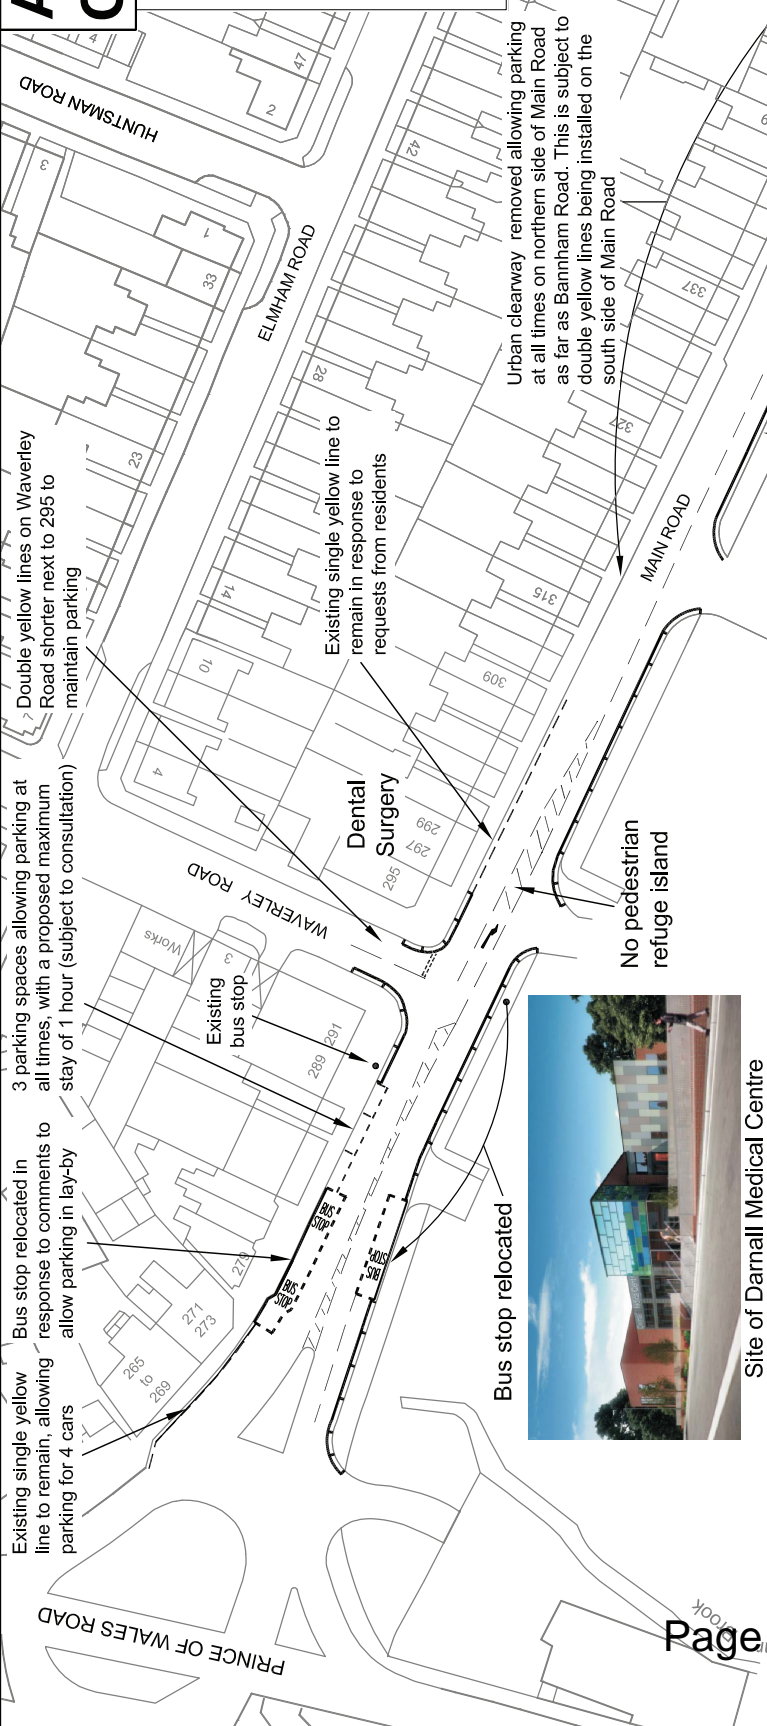 Existing single yellow
line to remain, allowing
parking for 4 cars
Bus stop relocated in
response to comments to
allow parking in lay-by
3 parking spaces allowing parking at
all times, with a proposed maximum
stay of 1 hour (subject to consultation)
Double yellow lines on Waverley
Road shorter next to 295 to
maintain parking
Existing
bus stop
Existing single yellow line to
remain in response to
requests from residents
Urban clearway removed allowing parking
at all times on northern side of Main Road
as far as Bannham Road. This is subject to
double yellow lines being installed on the
south side of Main Road
Dental
Surgery
No pedestrian
refuge island
Bus stop relocated
Site of Darnall Medical Centre
PRINCE OF WALES ROAD
WAVERLEY ROAD
ELMHAM ROAD
HUNTSMAN ROAD
MAIN ROAD
BUS
STOP
BUS
STOP
BUS
STOP
Works
265
to
269
271
273
279
289
291
3
295
297
299
309
315
327
337
4
10
14
28
42
23
33
1
3
2
47
4
7
Page